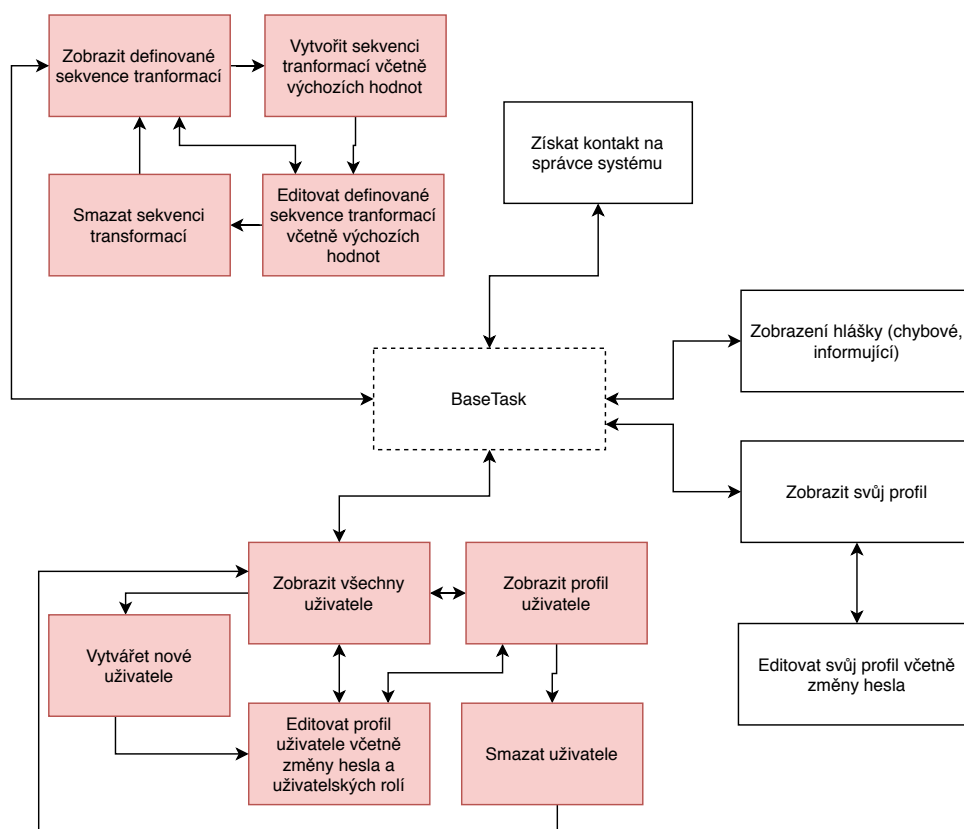 Zobrazit definované
sekvence tranformací
Vytvořit sekvenci
tranformací včetně
výchozích hodnot
Získat kontakt na
správce systému
Smazat sekvenci
transformací
Editovat definované
sekvence tranformací
včetně výchozích
hodnot
Zobrazení hlášky (chybové,
informující)
BaseTask
Zobrazit svůj profil
Zobrazit všechny
uživatele
Zobrazit profil
uživatele
Vytvářet nové
uživatele
Editovat svůj profil včetně
změny hesla
Editovat profil
uživatele včetně
změny hesla a
uživatelských rolí
Smazat uživatele